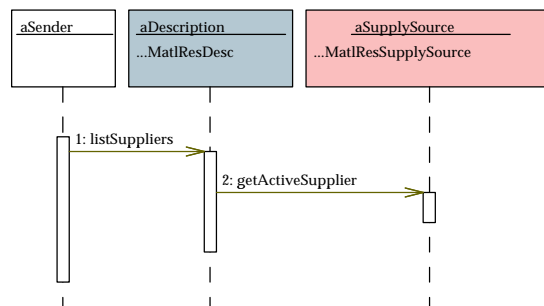 aSender
aDescription
aSupplySource
...MatlResDesc
...MatlResSupplySource
1: listSuppliers
2: getActiveSupplier